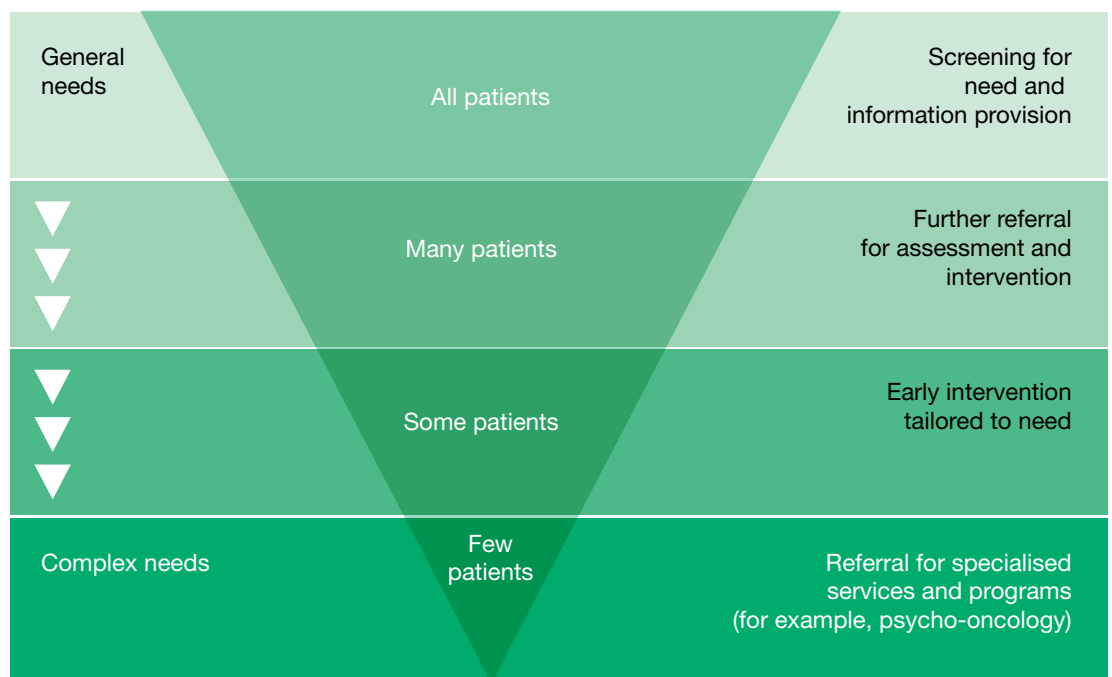 General
needs
All patients
Screening for
need and
information provision
Many patients
Further referral
for assessment and
intervention
Some patients
Early intervention
tailored to need
Complex needs
Few
patients
Referral for specialised
services and programs
(for example, psycho-oncology)